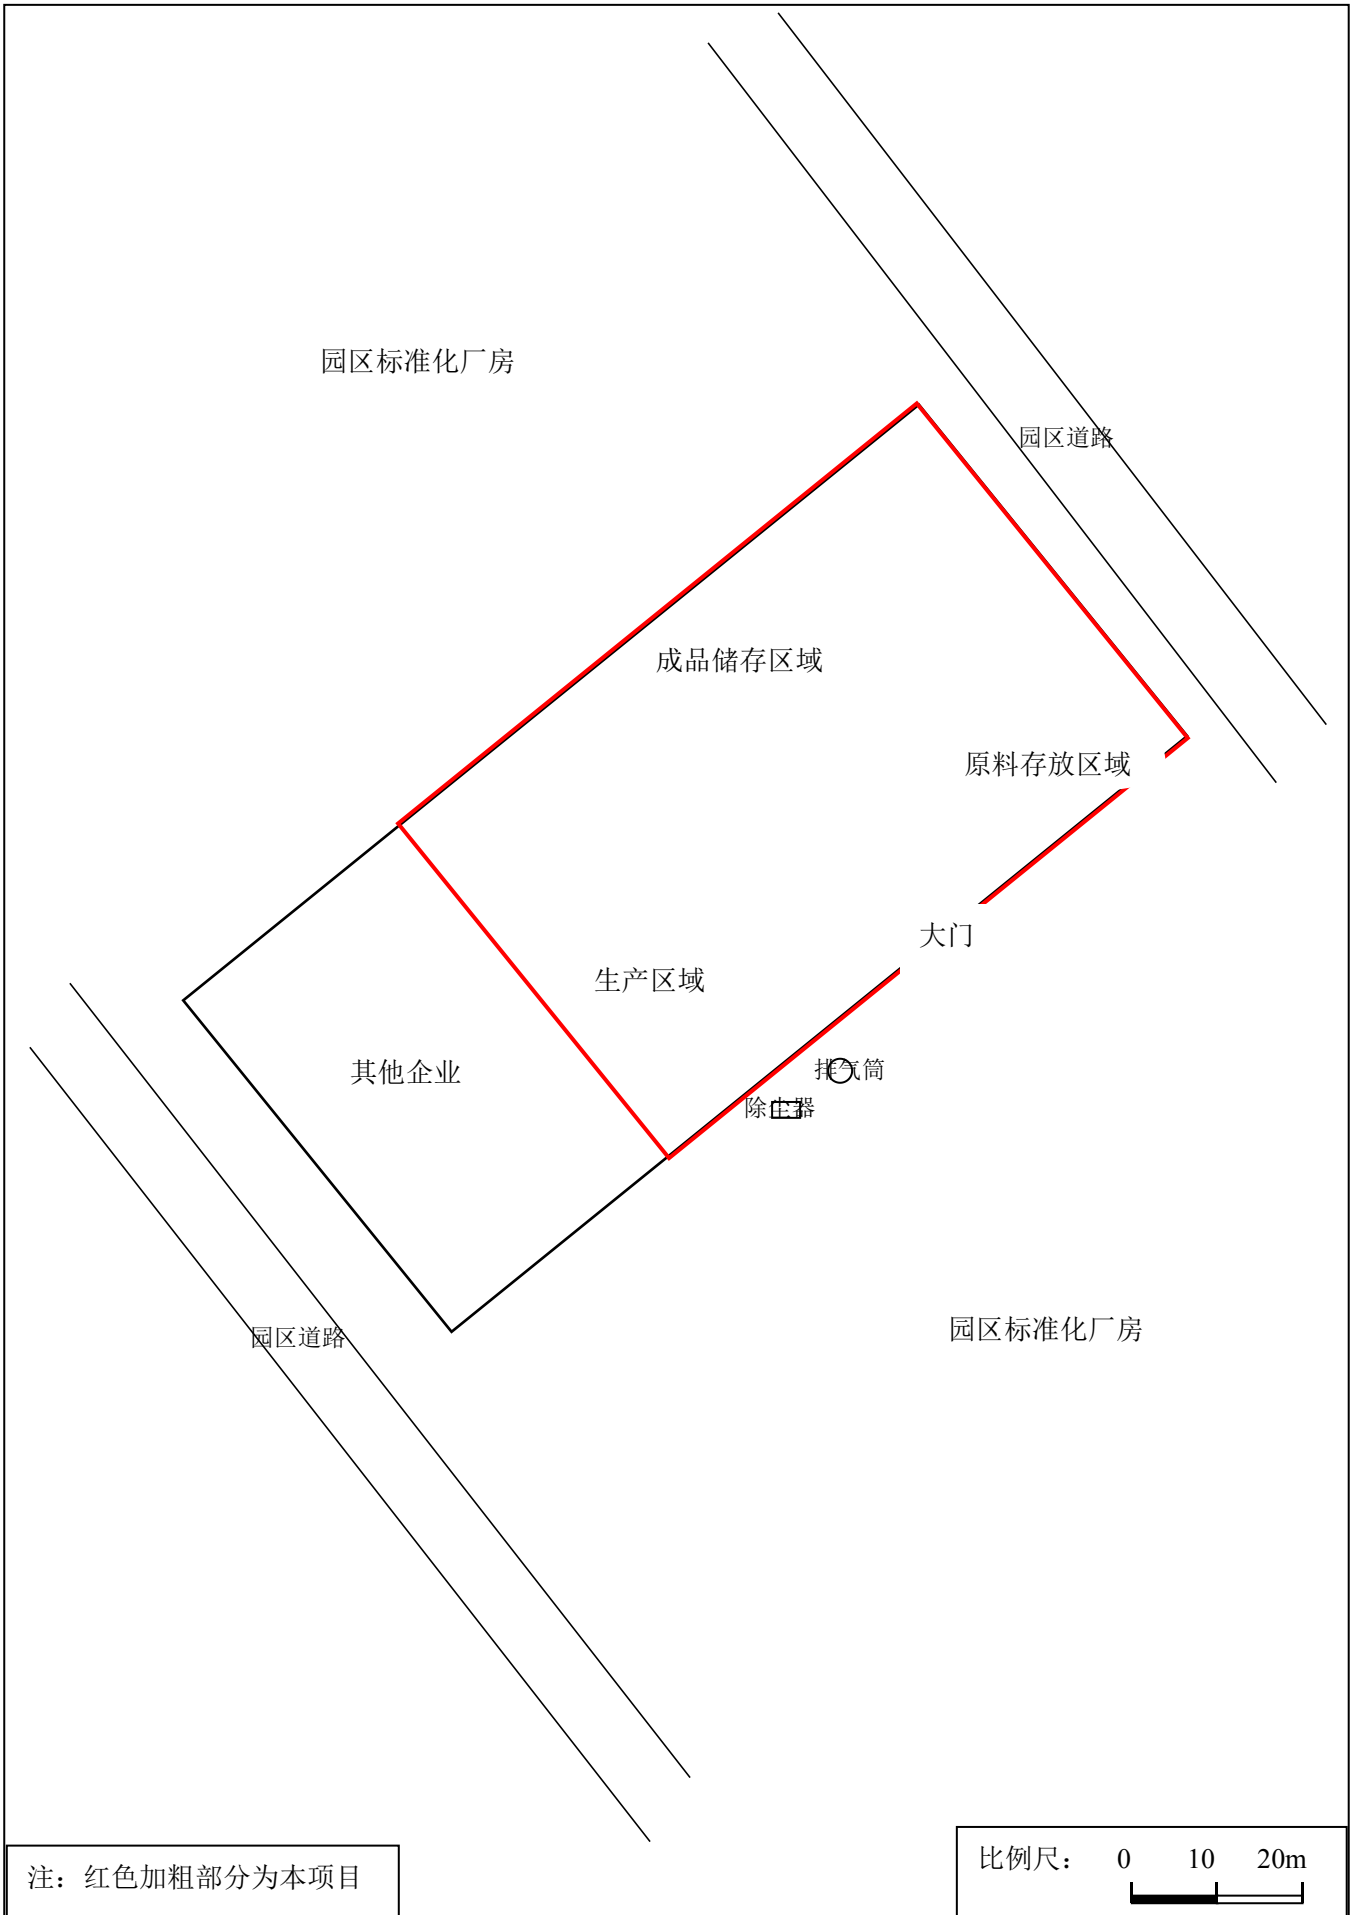 园区标准化厂房
园区道路
成品储存区域
原料存放区域
大门
生产区域
其他企业
排气筒
除尘器
园区标准化厂房
园区道路
注：红色加粗部分为本项目
比例尺： 0 10 20m